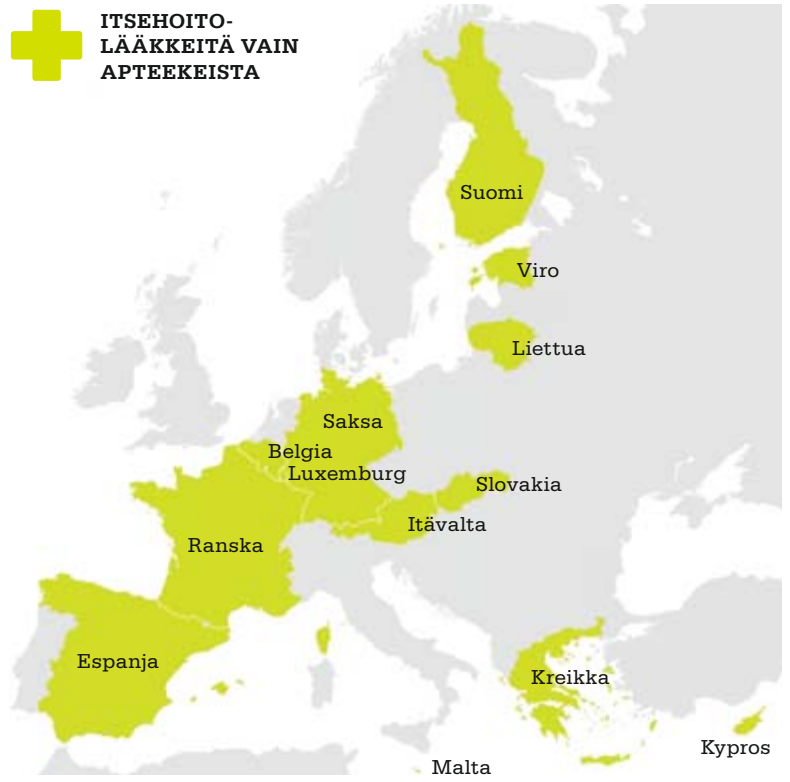 ITSEHOITO-
LÄÄKKEITÄ VAIN
APTEEKEISTA
Suomi
Viro
Liettua
Saksa
Belgia
Luxemburg
Slovakia
Itävalta
Ranska
Espanja
Kreikka
Kypros
Malta